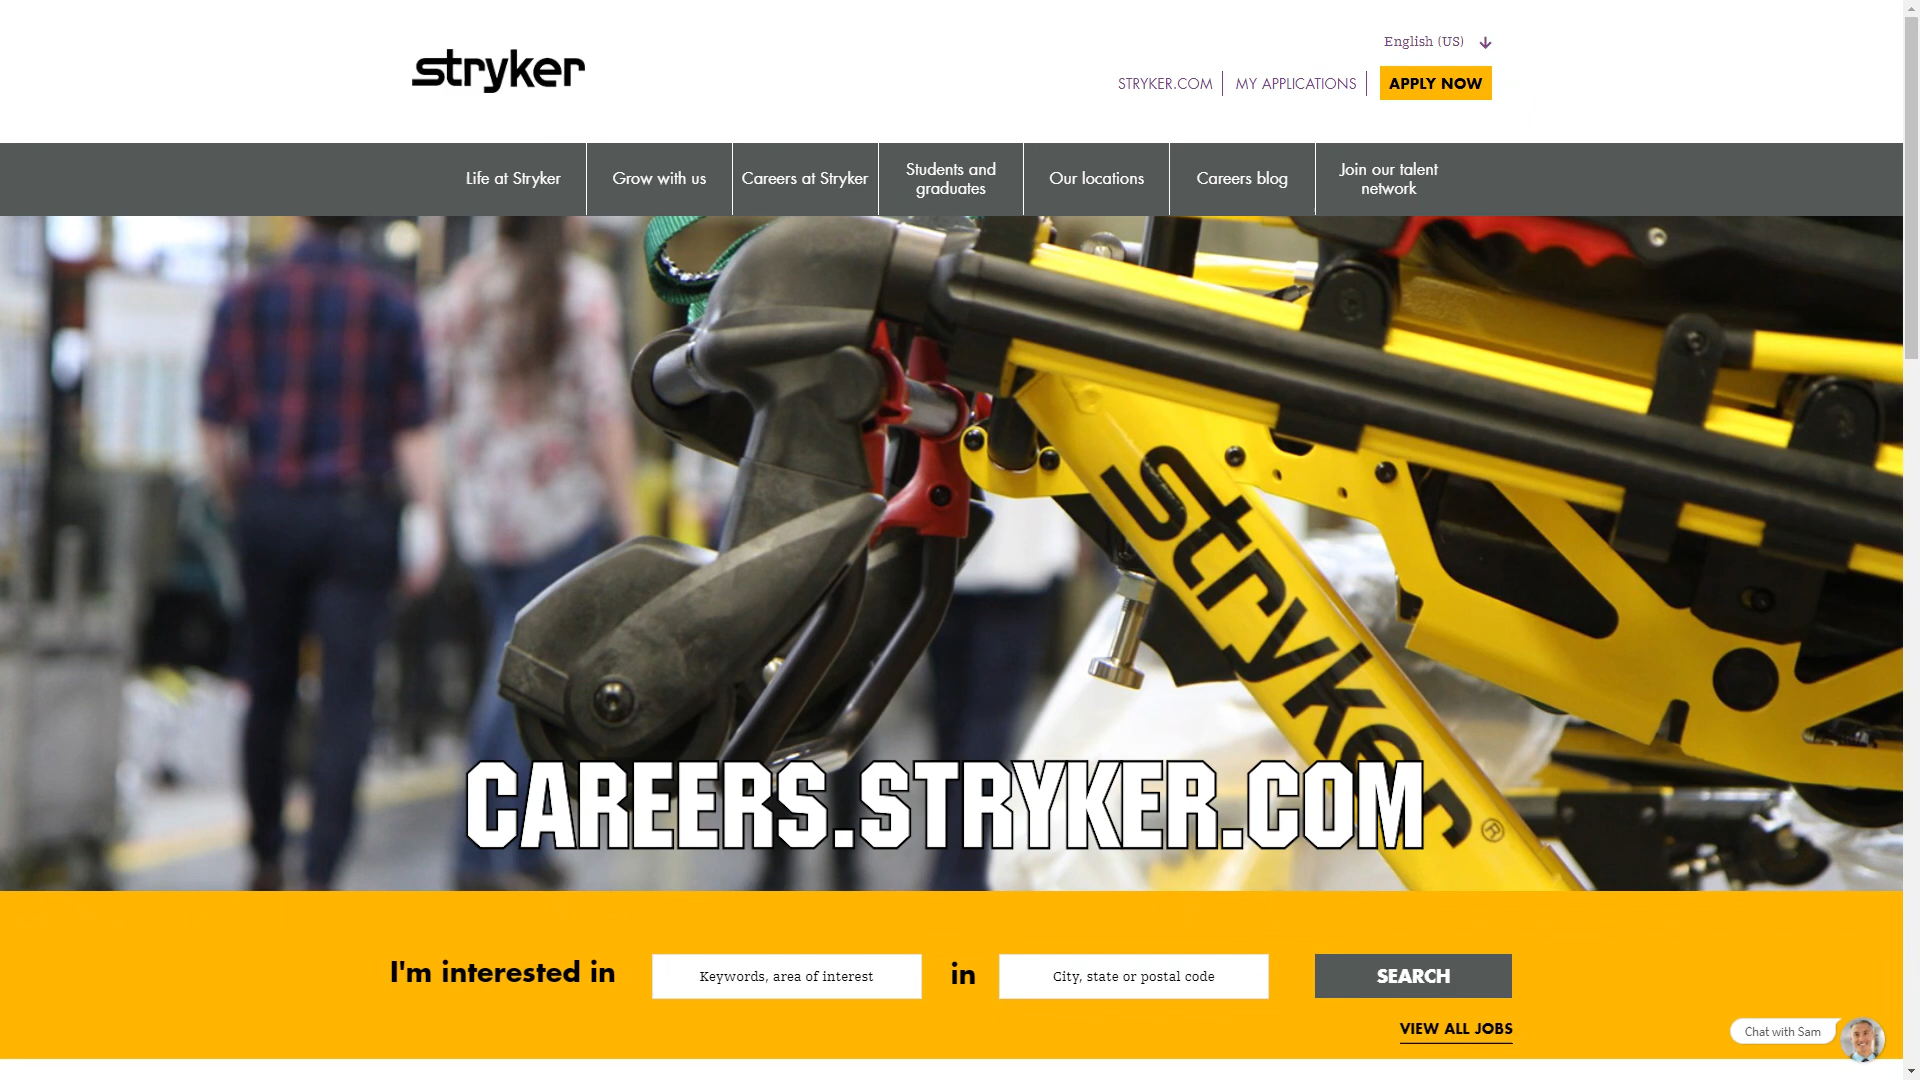 stryker
English (US)
STRYKER.COM
MY APPLICATIONS
APPLY NOW
Life at Stryker
Grow with us
Careers at Stryker
Students and
graduates
Our locations
Careers blog
Join our talent
network
stryker®
CAREERS.STRYKER.COM
I'm interested in
Keywords, area of interest
in
City, state or postal code
SEARCH
VIEW ALL JOBS
Chat with Sam